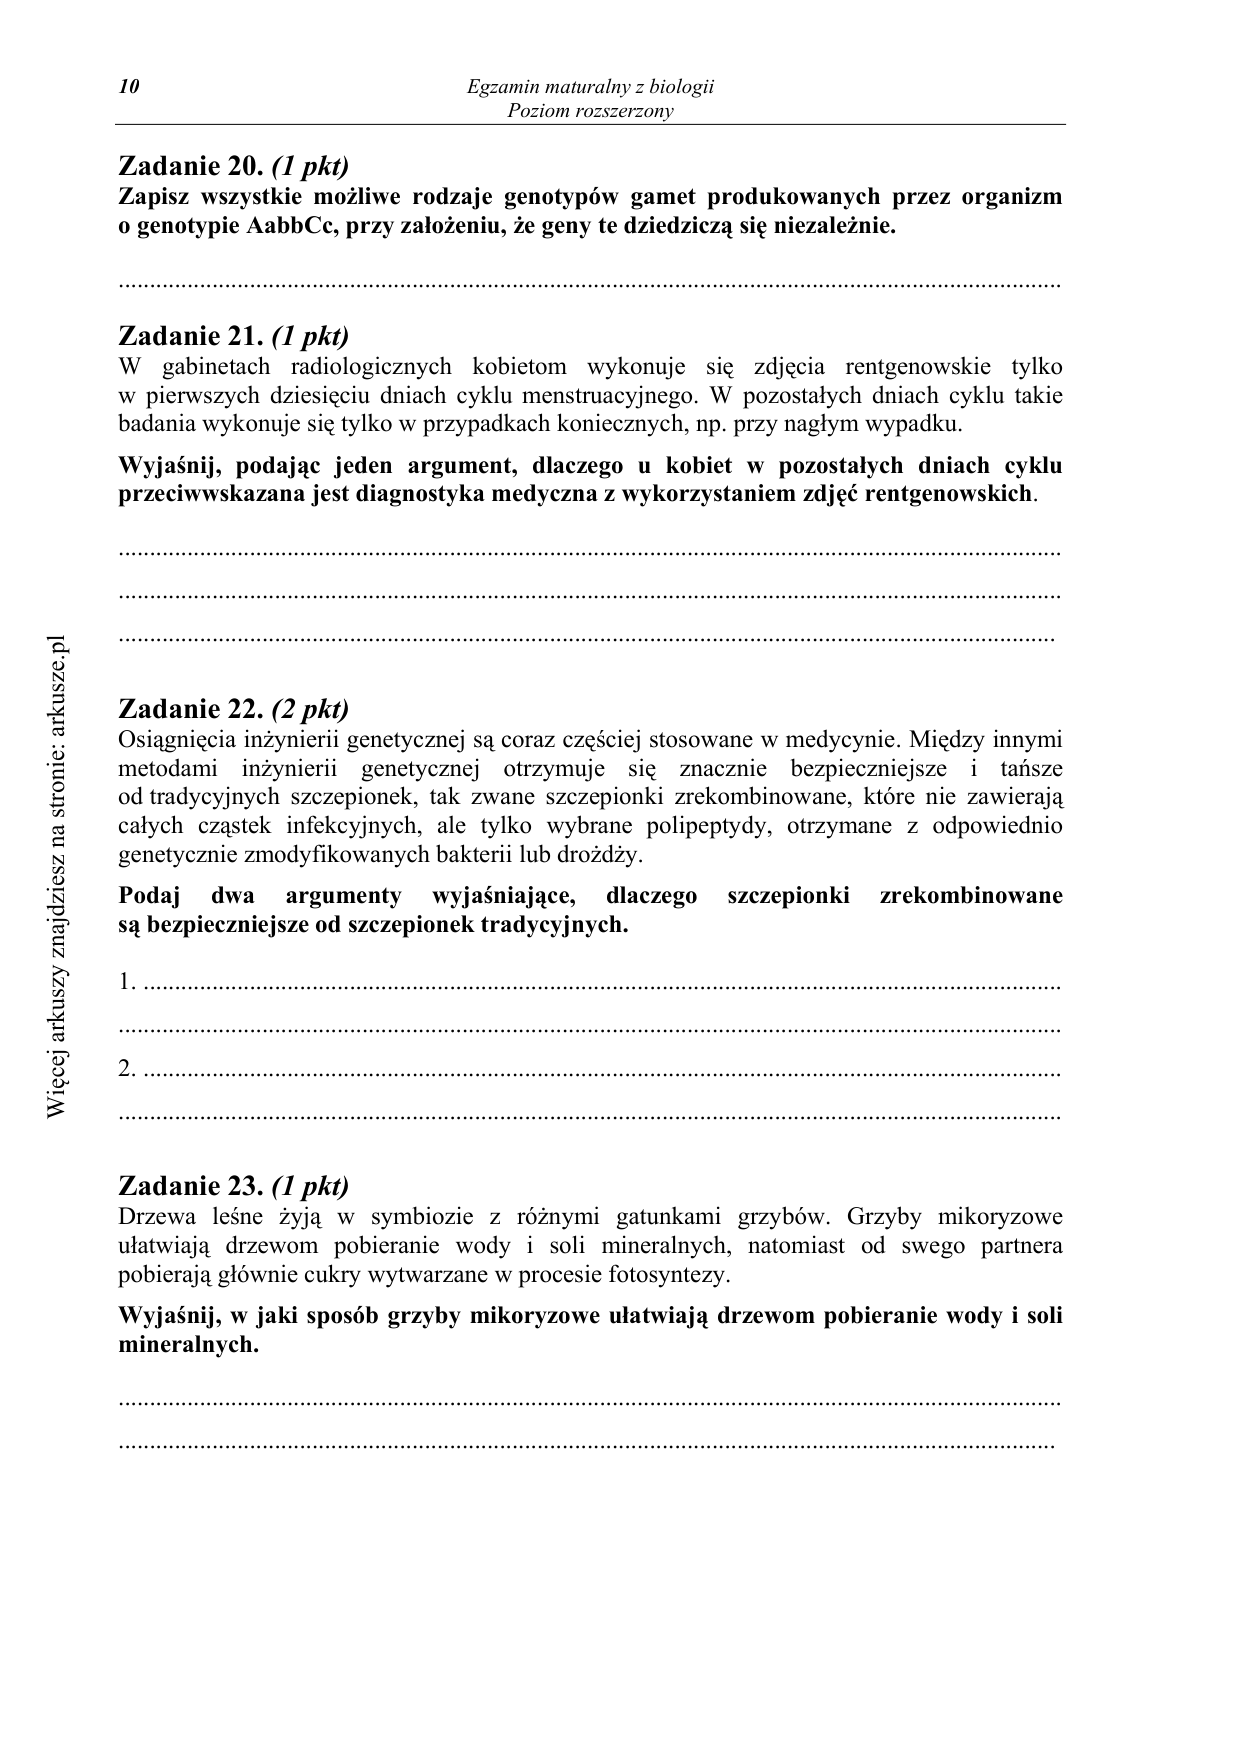 10
Egzamin maturalny z biologii
Poziom rozszerzony
Zadanie 20. (1 pkt)
Zapisz wszystkie możliwe rodzaje genotypów gamet produkowanych przez organizm
o genotypie AabbCc, przy założeniu, że geny te dziedziczą się niezależnie.
Zadanie 21. (1 pkt)
W gabinetach radiologicznych kobietom wykonuje się zdjęcia rentgenowskie tylko
w pierwszych dziesięciu dniach cyklu menstruacyjnego. W pozostałych dniach cyklu takie
badania wykonuje się tylko w przypadkach koniecznych, np. przy nagłym wypadku.
Wyjaśnij, podając jeden argument, dlaczego u kobiet w pozostałych dniach cyklu
przeciwwskazana jest diagnostyka medyczna z wykorzystaniem zdjęć rentgenowskich.
Zadanie 22. (2 pkt)
Osiągnięcia inżynierii genetycznej są coraz częściej stosowane w medycynie. Między innymi
metodami inżynierii genetycznej otrzymuje się znacznie bezpieczniejsze i tańsze
od tradycyjnych szczepionek, tak zwane szczepionki zrekombinowane, które nie zawierają
całych cząstek infekcyjnych, ale tylko wybrane polipeptydy, otrzymane z odpowiednio
genetycznie zmodyfikowanych bakterii lub drożdży.
Podaj dwa argumenty wyjaśniające, dlaczego szczepionki zrekombinowane
są bezpieczniejsze od szczepionek tradycyjnych.
1.
2.
Zadanie 23. (1 pkt)
Drzewa leśne żyją w symbiozie z różnymi gatunkami grzybów. Grzyby mikoryzowe
ułatwiają drzewom pobieranie wody i soli mineralnych, natomiast od swego partnera
pobierają głównie cukry wytwarzane w procesie fotosyntezy.
Wyjaśnij, w jaki sposób grzyby mikoryzowe ułatwiają drzewom pobieranie wody i soli
mineralnych.
Więcej arkuszy znajdziesz na stronie: arkusze.pl